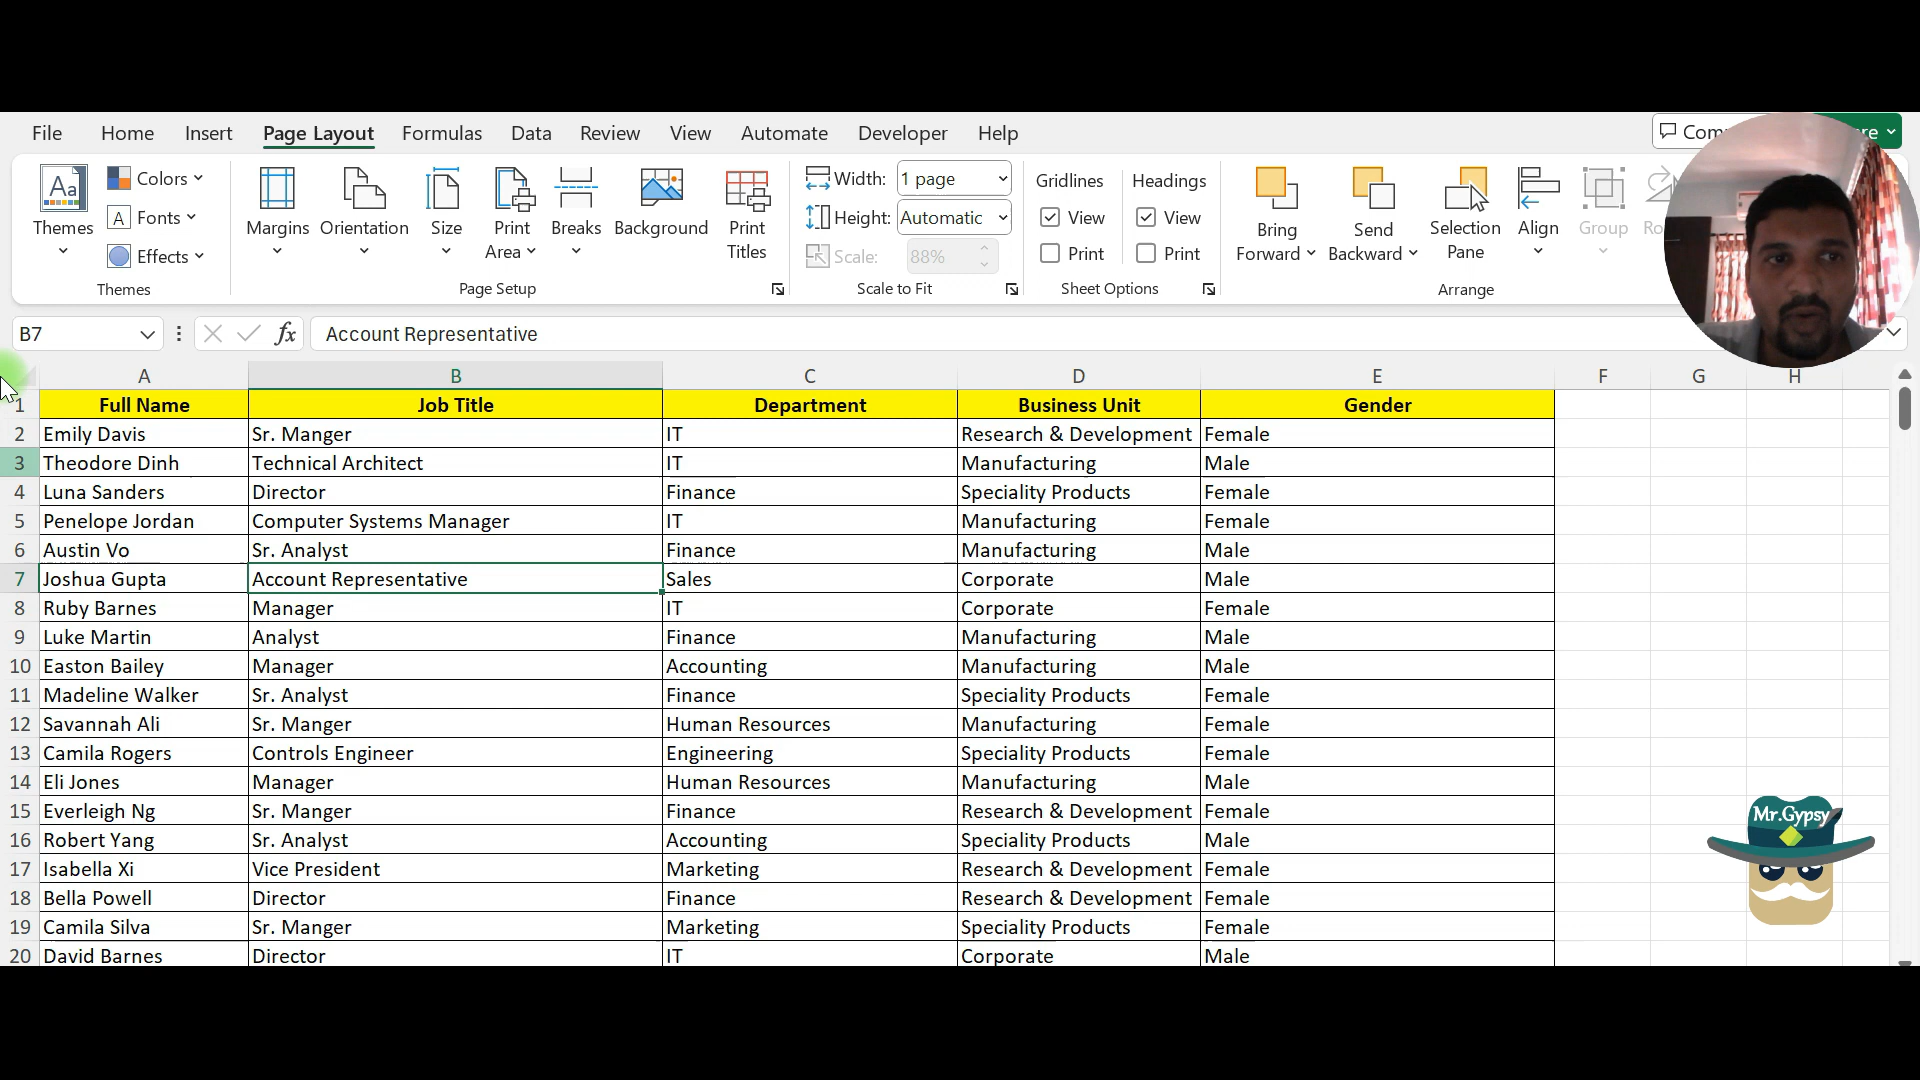 File Home Insert Page Layout Formulas Data Review View Automate Developer Help
Themes
Colors
Fonts
Effects
Themes
Margins Orientation Size Print Area Breaks Background Print Titles
Page Setup
Width: 1 page
Height: Automatic
Scale: 88%
Scale to Fit
Gridlines Headings
View View
Print Print
Sheet Options
Bring Forward Send Backward Selection Pane Align Group
Arrange
B7 fx Account Representative
A B C D E F G H
1 Full Name Job Title Department Business Unit Gender
2 Emily Davis Sr. Manger IT Research & Development Female
3 Theodore Dinh Technical Architect IT Manufacturing Male
4 Luna Sanders Director Finance Speciality Products Female
5 Penelope Jordan Computer Systems Manager IT Manufacturing Female
6 Austin Vo Sr. Analyst Finance Manufacturing Male
7 Joshua Gupta Account Representative Sales Corporate Male
8 Ruby Barnes Manager IT Corporate Female
9 Luke Martin Analyst Finance Manufacturing Male
10 Easton Bailey Manager Accounting Manufacturing Male
11 Madeline Walker Sr. Analyst Finance Speciality Products Female
12 Savannah Ali Sr. Manger Human Resources Manufacturing Female
13 Camila Rogers Controls Engineer Engineering Speciality Products Female
14 Eli Jones Manager Human Resources Manufacturing Male
15 Everleigh Ng Sr. Manger Finance Research & Development Female
16 Robert Yang Sr. Analyst Accounting Speciality Products Male
17 Isabella Xi Vice President Marketing Research & Development Female
18 Bella Powell Director Finance Research & Development Female
19 Camila Silva Sr. Manger Marketing Speciality Products Female
20 David Barnes Director IT Corporate Male
Mr.Gypsy